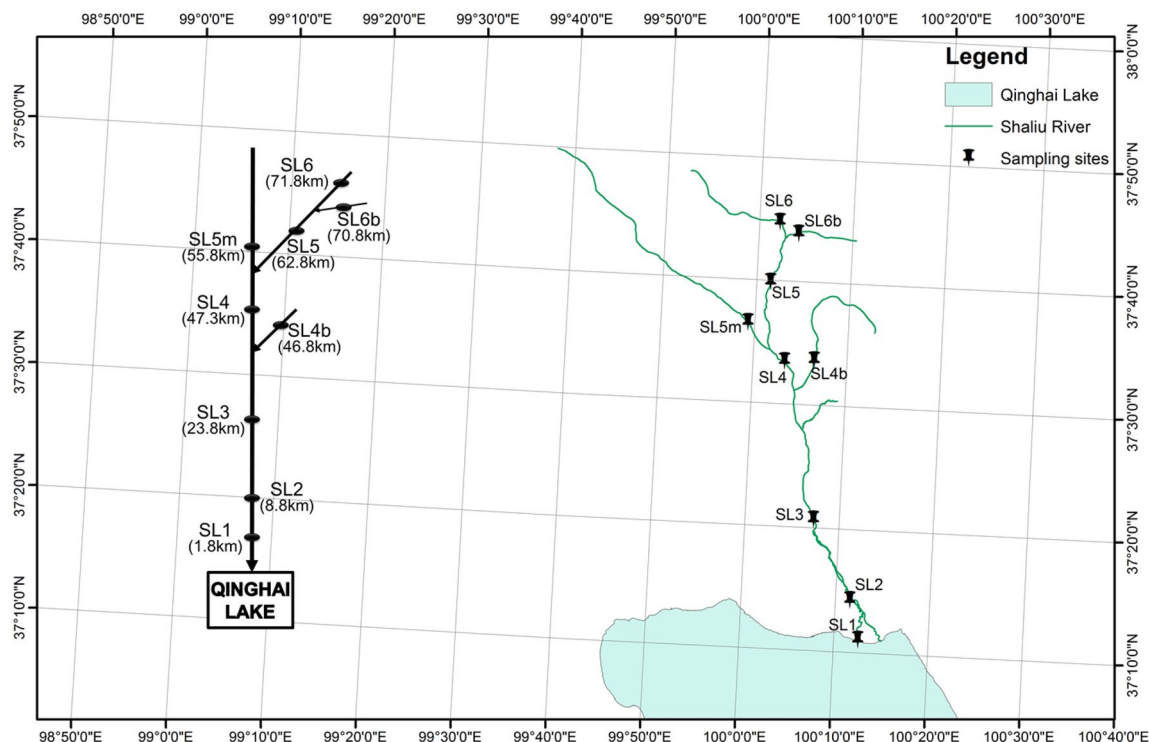 98°50'0"E 99°0'0"E 99°10'0"E 99°20'0"E 99°30'0"E 99°40'0"E 99°50'0"E 100°0'0"E 100°10'0"E 100°20'0"E 100°30'0"E
38°0'0"N
37°50'0"N
37°40'0"N
37°30'0"N
37°20'0"N
37°10'0"N
Legend
Qinghai Lake
Shaliu River
Sampling sites
37°50'0"N
37°40'0"N
37°30'0"N
37°20'0"N
37°10'0"N
SL6
(71.8km)
SL6b
(70.8km)
SL5m
(55.8km)
SL5
(62.8km)
SL4
(47.3km)
SL4b
(46.8km)
SL3
(23.8km)
SL2
(8.8km)
SL1
(1.8km)
QINGHAI
LAKE
SL6
SL6b
SL5
SL5m
SL4
SL4b
SL3
SL2
SL1
98°50'0"E 99°0'0"E 99°10'0"E 99°20'0"E 99°30'0"E 99°40'0"E 99°50'0"E 100°0'0"E 100°10'0"E 100°20'0"E 100°30'0"E 100°40'0"E